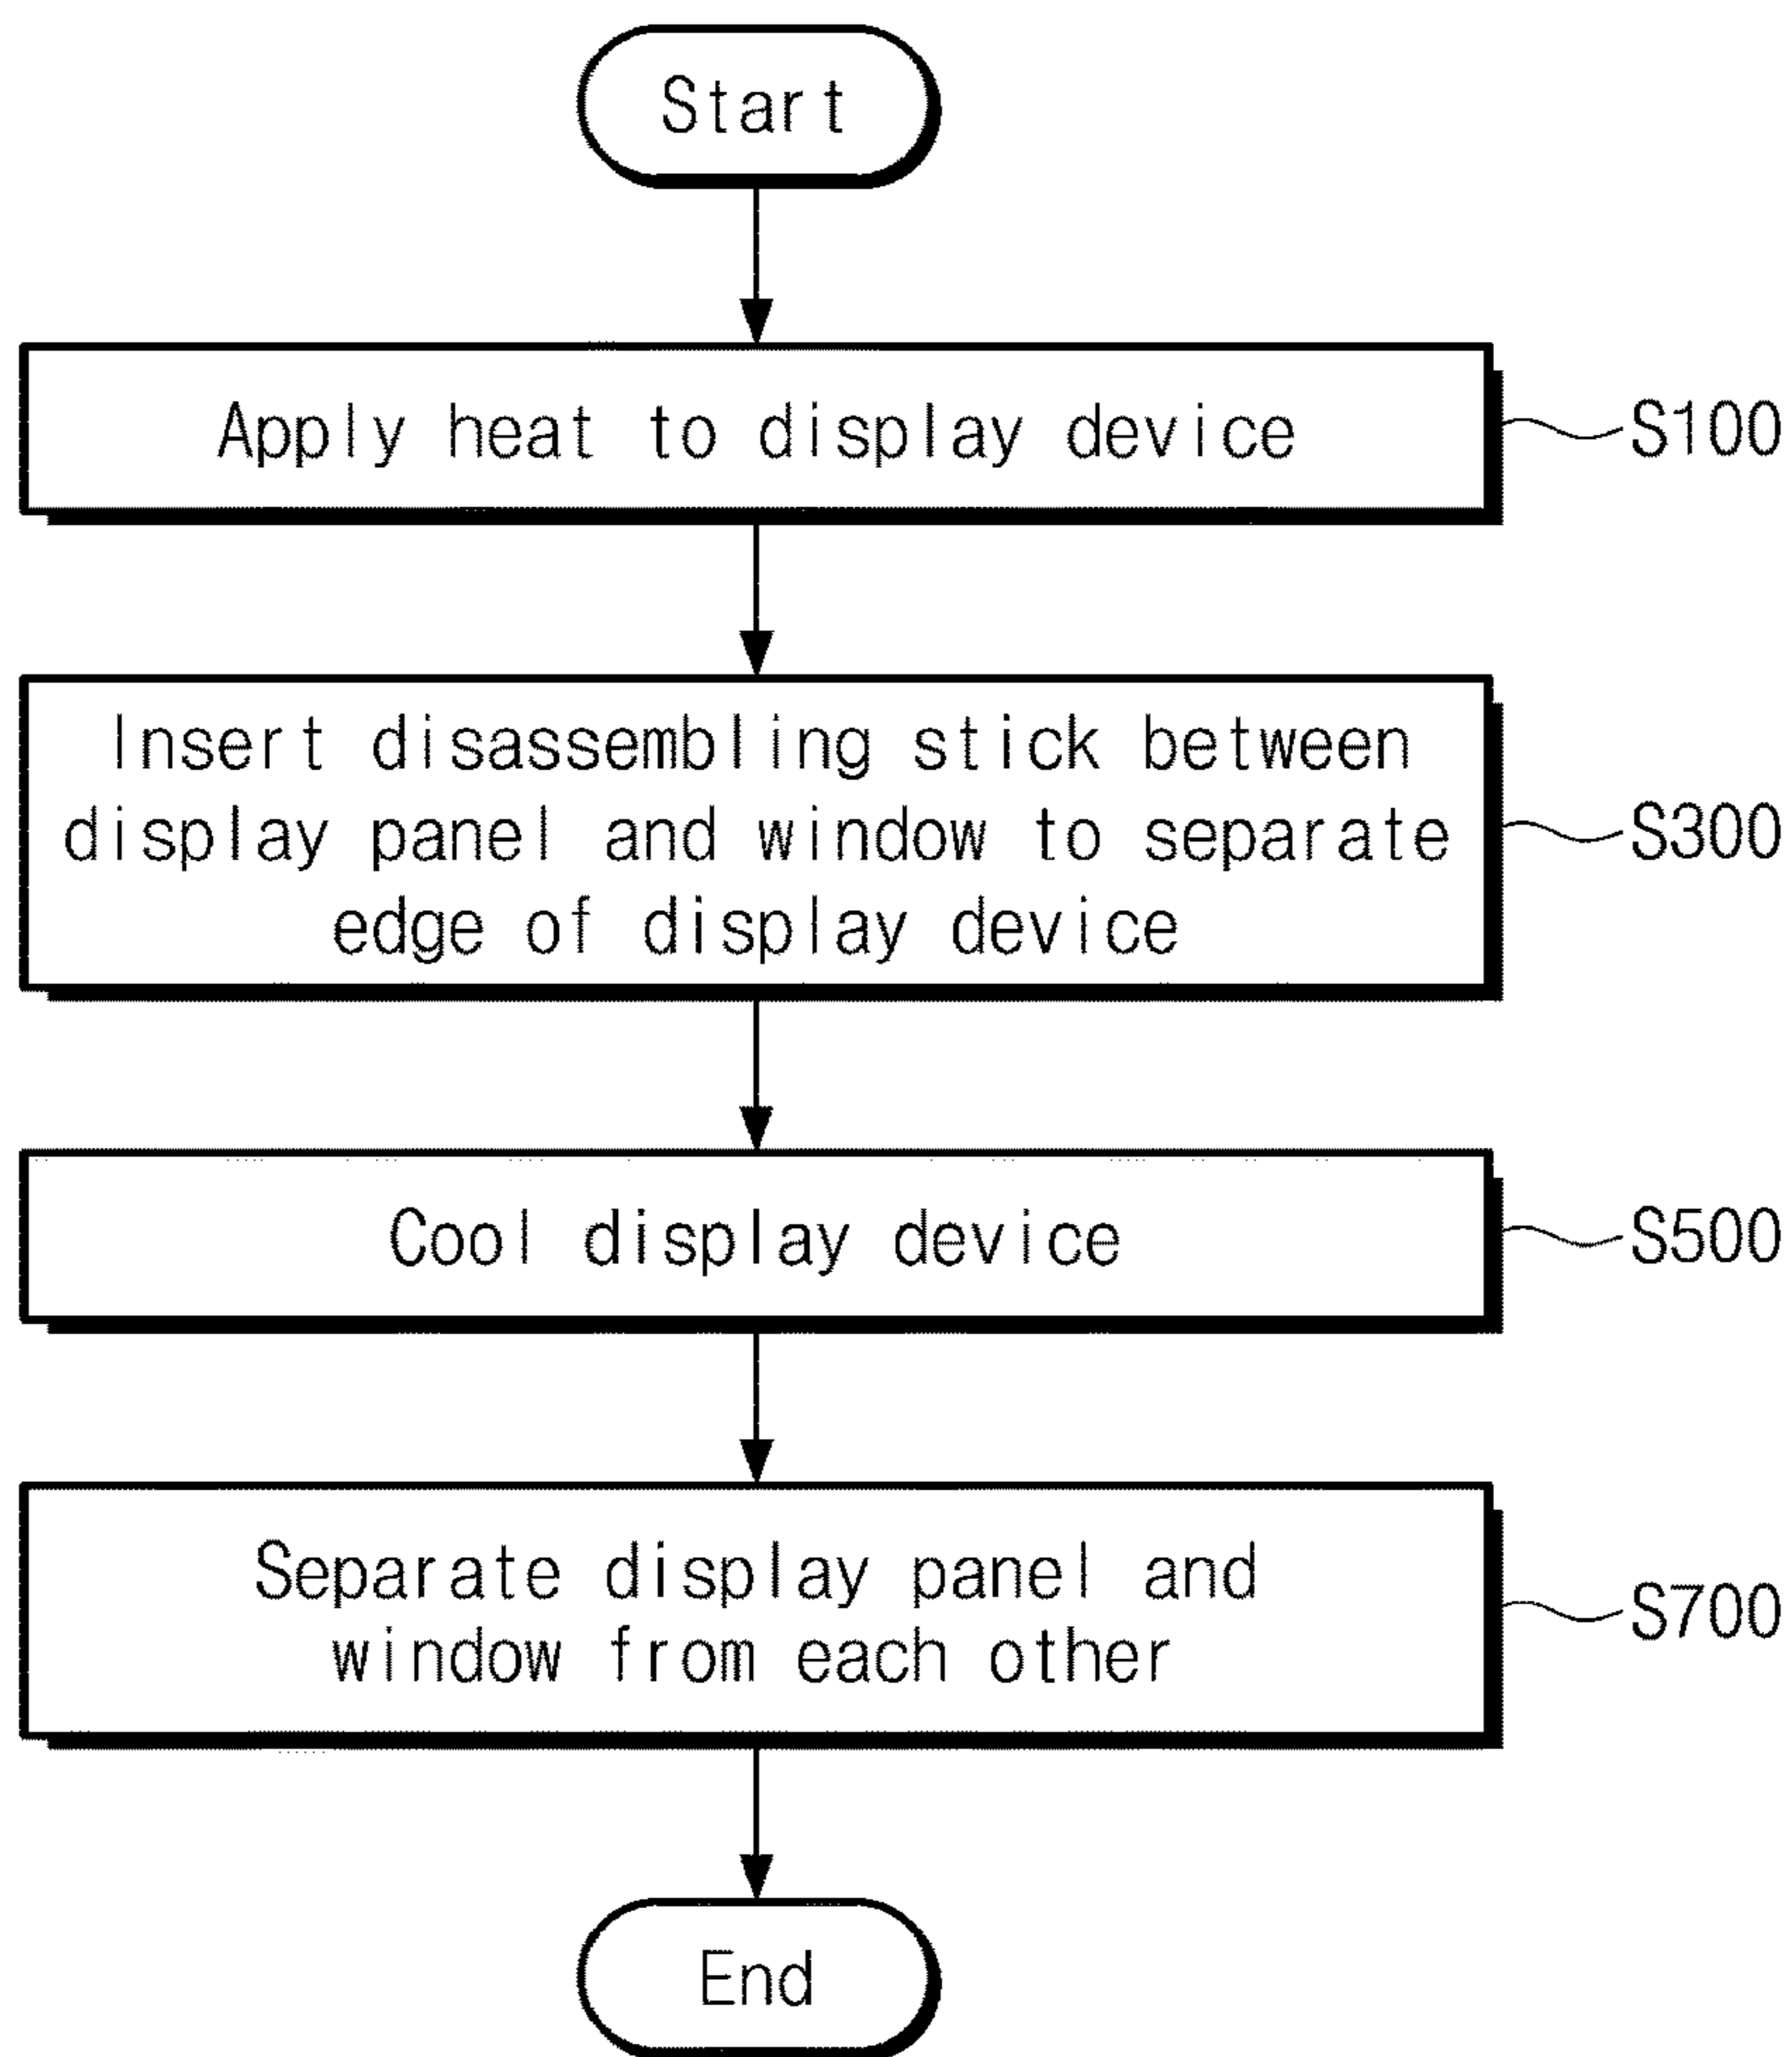 Start
Apply heat to display device
S100
Insert disassembling stick between
display panel and window to separate
edge of display device
S300
Cool display device
S500
Separate display panel and
window from each other
S700
End